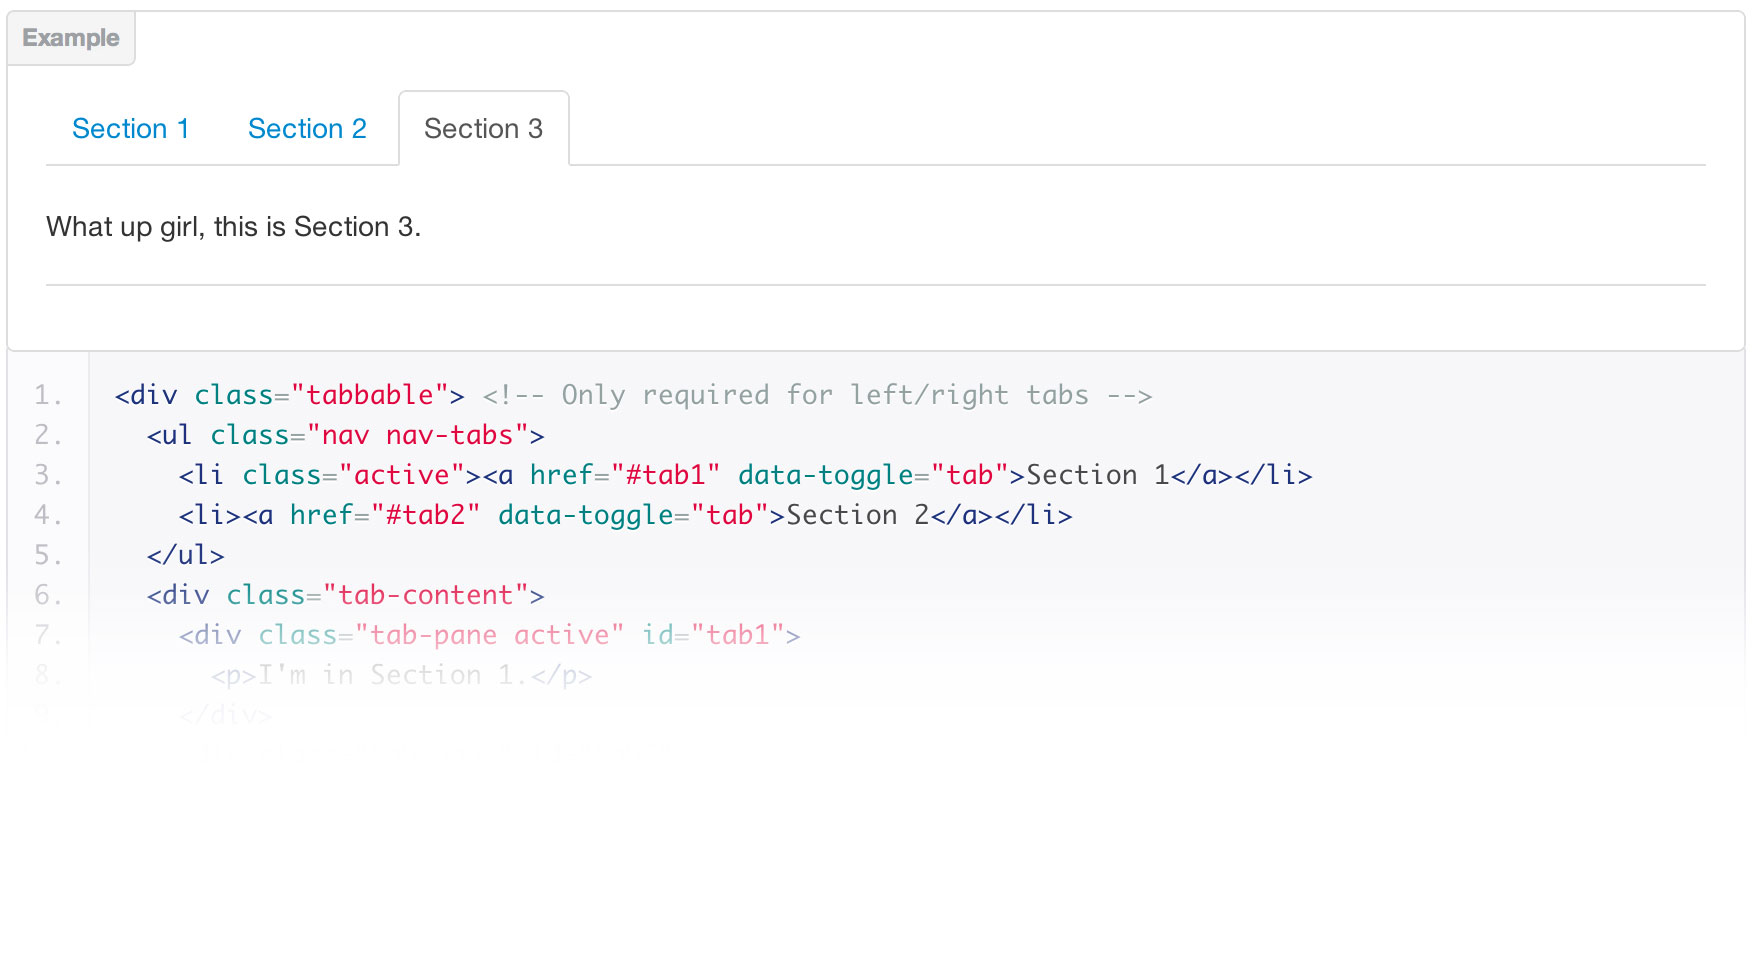 Example
Section 1 Section 2 Section 3
What up girl, this is Section 3.
1. <div class="tabbable"> <!-- Only required for left/right tabs -->
2. <ul class="nav nav-tabs">
3. <li class="active"><a href="#tab1" data-toggle="tab">Section 1</a></li>
4. <li><a href="#tab2" data-toggle="tab">Section 2</a></li>
5. </ul>
6. <div class="tab-content">
7. <div class="tab-pane active" id="tab1">
8. <p>I'm in Section 1.</p>
9. </div>